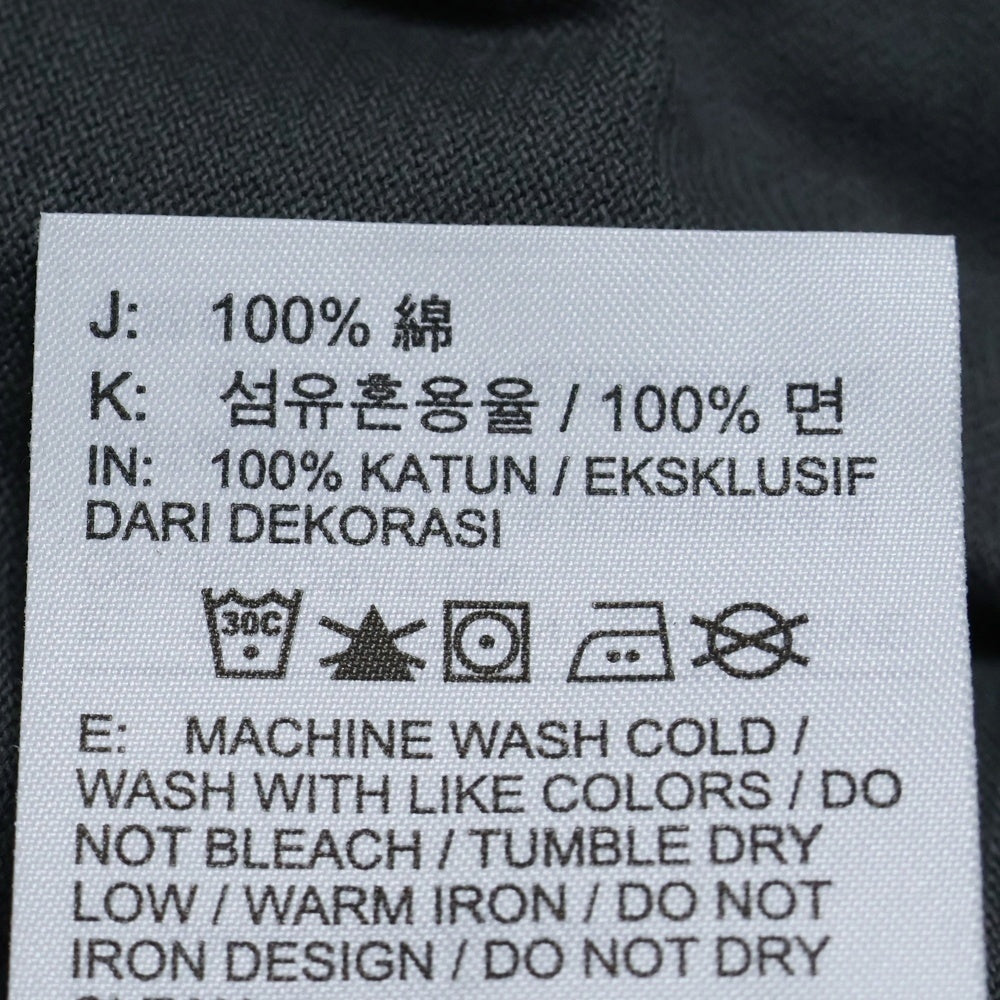 J: 100% 綿
K: 섬유혼용율 / 100% 면
IN: 100% KATUN / EKSKLUSIF
DARI DEKORASI
30C
E: MACHINE WASH COLD /
WASH WITH LIKE COLORS / DO
NOT BLEACH / TUMBLE DRY
LOW / WARM IRON / DO NOT
IRON DESIGN / DO NOT DRY